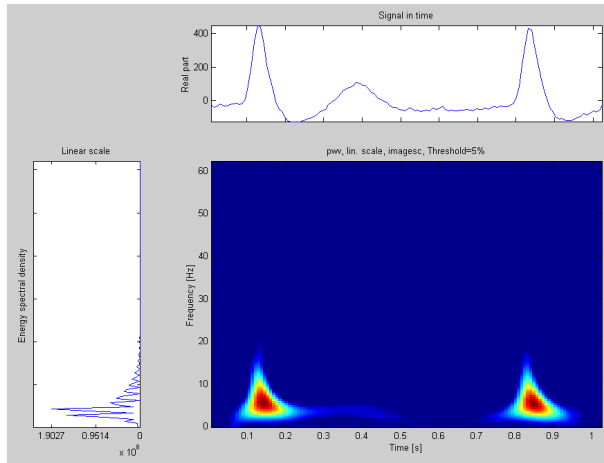 Signal in time
Real part
400
200
0
Linear scale
Energy spectral density
1.9027
0.9514
0
x 10^8
pwv, lin. scale, imagesc, Threshold=5%
Frequency [Hz]
60
50
40
30
20
10
0
0.1 0.2 0.3 0.4 0.5 0.6 0.7 0.8 0.9 1
Time [s]